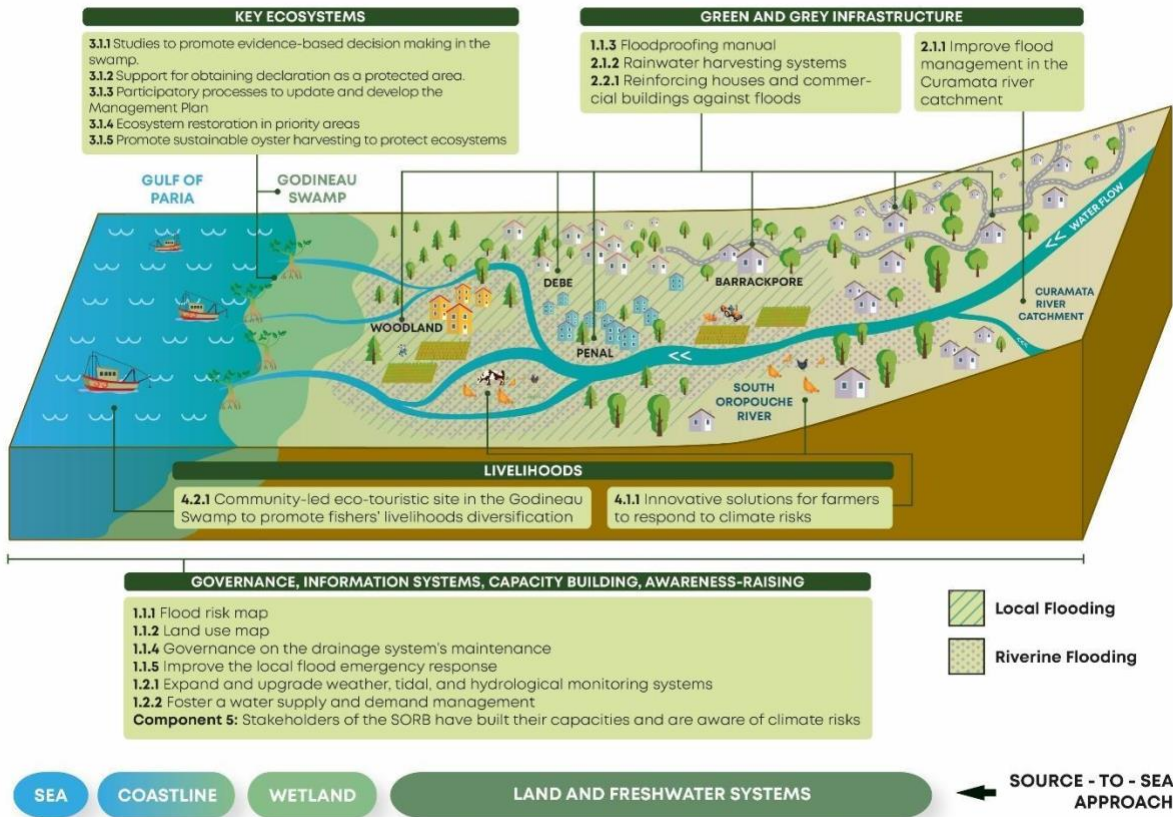 KEY ECOSYSTEMS
3.1.1 Studies to promote evidence-based decision making in the
swamp.
3.1.2 Support for obtaining declaration as a protected area.
3.1.3 Participatory processes to update and develop the
Management Plan
3.1.4 Ecosystem restoration in priority areas
3.1.5 Promote sustainable oyster harvesting to protect ecosystems
GREEN AND GREY INFRASTRUCTURE
1.1.3 Floodproofing manual
2.1.2 Rainwater harvesting systems
2.2.1 Reinforcing houses and commer-
cial buildings against floods
2.1.1 Improve flood
management in the
Curamata river
catchment
GULF OF
PARIA
GODINEAU
SWAMP
WATER FLOW
<<
DEBE
BARRACKPORE
WOODLAND
PENAL
<<
CURAMATA
RIVER
CATCHMENT
<<<
SOUTH
OROPOUCHE
RIVER
LIVELIHOODS
4.2.1 Community-led eco-touristic site in the Godineau
Swamp to promote fishers' livelihoods diversification
4.1.1 Innovative solutions for farmers
to respond to climate risks
GOVERNANCE, INFORMATION SYSTEMS, CAPACITY BUILDING, AWARENESS-RAISING
1.1.1 Flood risk map
1.1.2 Land use map
1.1.4 Governance on the drainage system's maintenance
1.1.5 Improve the local flood emergency response
1.2.1 Expand and upgrade weather, tidal, and hydrological monitoring systems
1.2.2 Foster a water supply and demand management
Component 5: Stakeholders of the SORB have built their capacities and are aware of climate risks
Local Flooding
Riverine Flooding
SEA
COASTLINE
WETLAND
LAND AND FRESHWATER SYSTEMS
SOURCE - TO - SEA
APPROACH